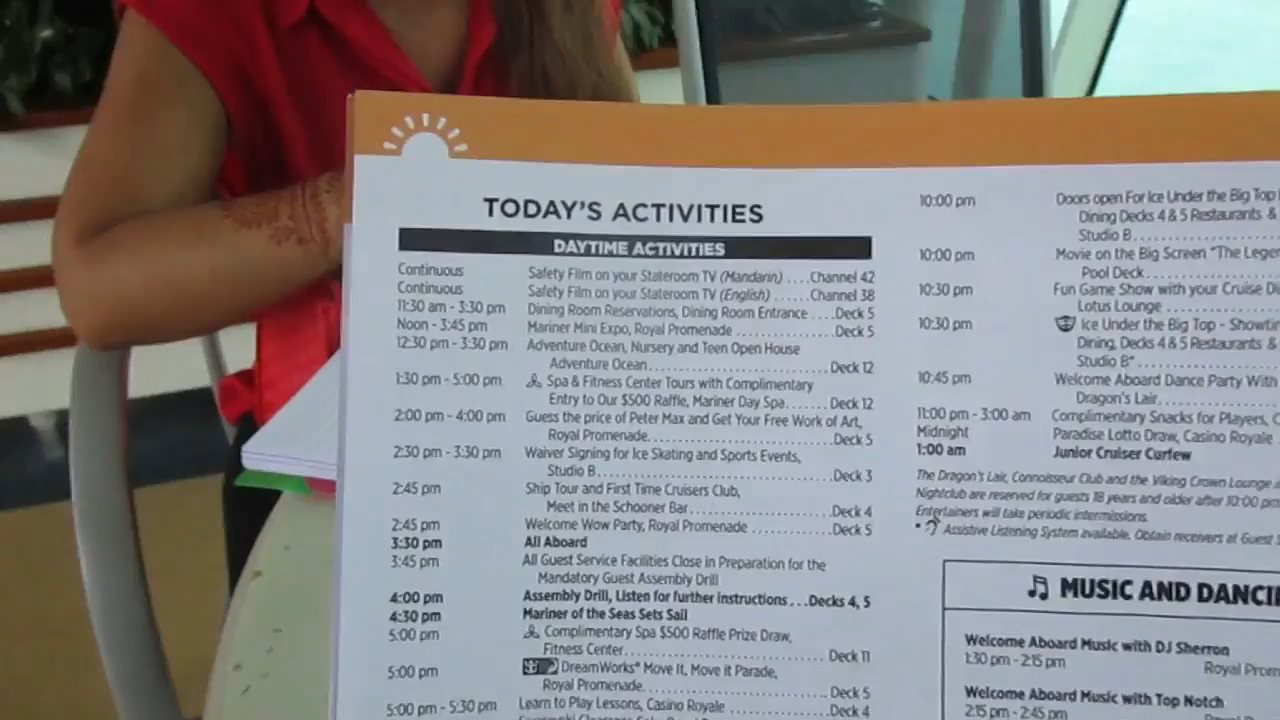 TODAY'S ACTIVITIES
DAYTIME ACTIVITIES
Continuous Safety Film on your Stateroom TV (Mandarin) ....Channel 42
Continuous Safety Film on your Stateroom TV (English) ......Channel 38
11:30 am - 3:30 pm Dining Room Reservations, Dining Room Entrance ....Deck 5
Noon - 3:45 pm Mariner Mini Expo, Royal Promenade ....Deck 5
12:30 pm - 3:30 pm Adventure Ocean, Nursery and Teen Open House
Adventure Ocean....Deck 12
1:30 pm - 5:00 pm Spa & Fitness Center Tours with Complimentary
Entry to Our $500 Raffle, Mariner Day Spa.......Deck 12
2:00 pm - 4:00 pm Guess the price of Peter Max and Get Your Free Work of Art,
Royal Promenade....Deck 5
2:30 pm - 3:30 pm Waiver Signing for Ice Skating and Sports Events,
Studio B....Deck 3
2:45 pm Ship Tour and First Time Cruisers Club,
Meet in the Schooner Bar....Deck 4
2:45 pm Welcome Wow Party, Royal Promenade ....Deck 5
3:30 pm All Aboard
3:45 pm All Guest Service Facilities Close in Preparation for the
Mandatory Guest Assembly Drill
4:00 pm Assembly Drill, Listen for further instructions...Decks 4, 5
4:30 pm Mariner of the Seas Sets Sail
5:00 pm Complimentary Spa $500 Raffle Prize Draw,
Fitness Center....Deck 11
5:00 pm DreamWorks® Move It, Move it Parade,
Royal Promenade....Deck 5
5:00 pm - 5:30 pm Learn to Play Lessons, Casino Royale ....Deck 4
10:00 pm Doors open For Ice Under the Big Top
Dining Decks 4 & 5 Restaurants &
Studio B....
10:00 pm Movie on the Big Screen "The Lege
Pool Deck....
10:30 pm Fun Game Show with your Cruise Di
Lotus Lounge....
10:30 pm Ice Under the Big Top - Showti
Dining, Decks 4 & 5 Restaurants &
Studio B*....
10:45 pm Welcome Aboard Dance Party With
Dragon's Lair....
11:00 pm - 3:00 am Complimentary Snacks for Players, C
Midnight Paradise Lotto Draw, Casino Royale
1:00 am Junior Cruiser Curfew
The Dragon's Lair, Connoisseur Club and the Viking Crown Lounge
Nightclub are reserved for guests 18 years and older after 10:00 pm
Entertainers will take periodic intermissions.
* Assistive Listening System available, Obtain receivers at Guest S
MUSIC AND DANCI
Welcome Aboard Music with DJ Sherron
1:30 pm - 2:15 pm Royal Prom
Welcome Aboard Music with Top Notch
2:15 pm - 2:45 pm Royal Prom